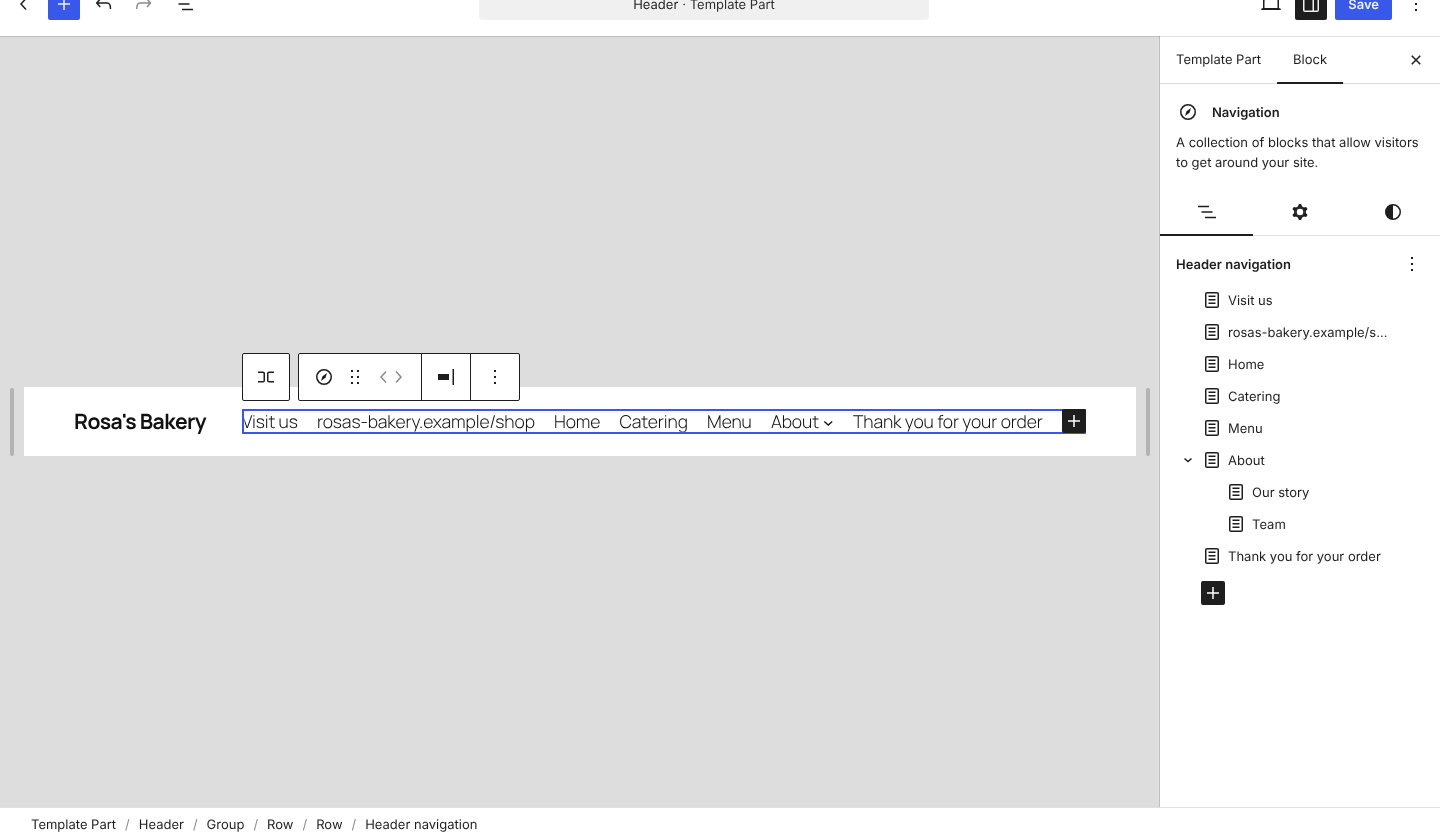 Header · Template Part
Save
Template Part
Block
Navigation
A collection of blocks that allow visitors
to get around your site.
Header navigation
Visit us
rosas-bakery.example/s...
Home
Catering
Menu
About
Our story
Team
Thank you for your order
Rosa's Bakery
Visit us rosas-bakery.example/shop Home Catering Menu About Thank you for your order
Template Part / Header / Group / Row / Row / Header navigation